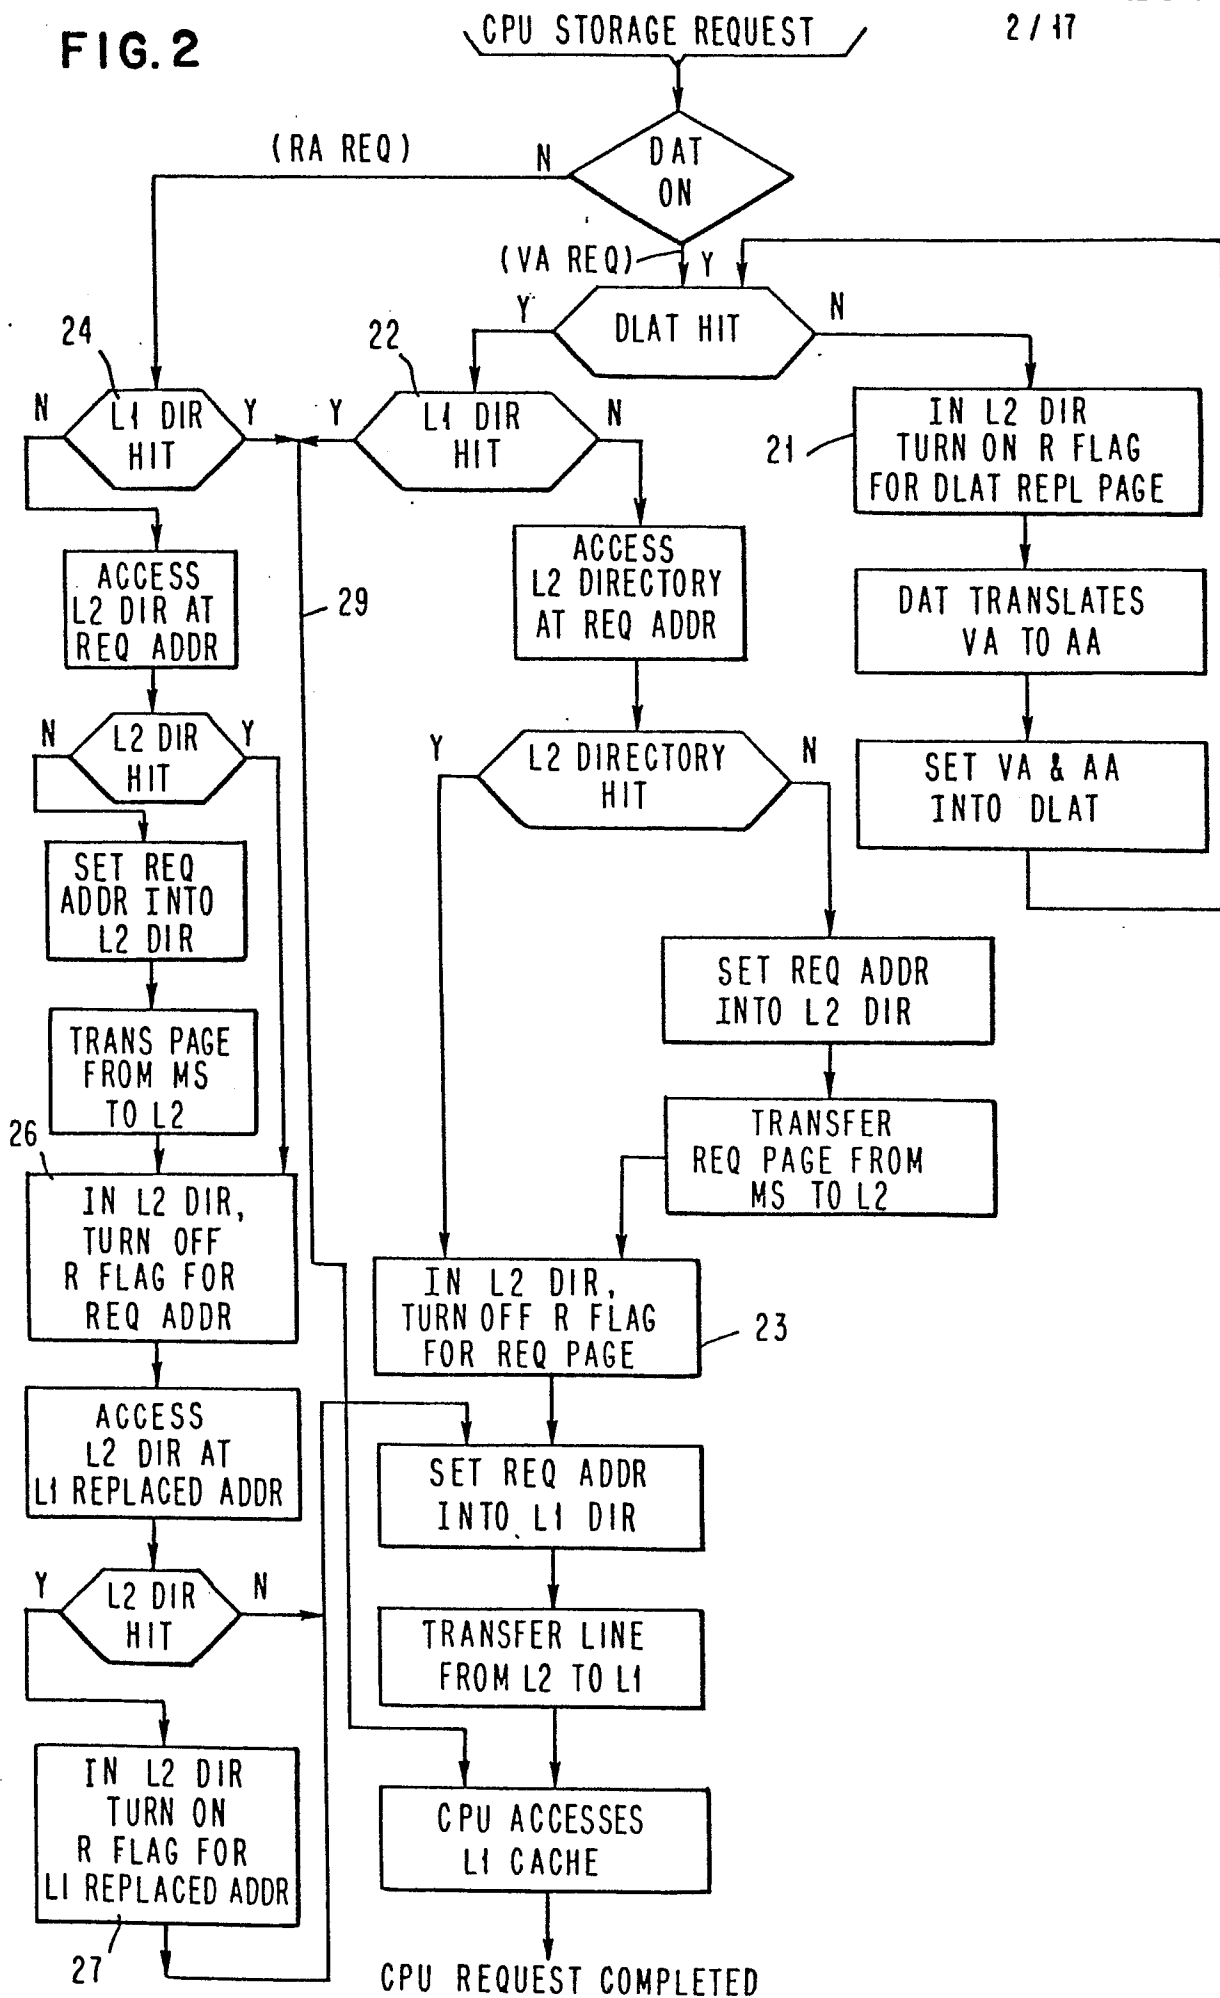 FIG.2
CPU STORAGE REQUEST
2/17
(RA REQ)
N
DAT
ON
(VA REQ)
Y
Y
DLAT HIT
N
24
22
N
L1 DIR
HIT
Y
Y
L1 DIR
HIT
N
21
IN L2 DIR
TURN ON R FLAG
FOR DLAT REPL PAGE
ACCESS
L2 DIR AT
REQ ADDR
29
ACCESS
L2 DIRECTORY
AT REQ ADDR
DAT TRANSLATES
VA TO AA
N
L2 DIR
HIT
Y
Y
L2 DIRECTORY
HIT
N
SET VA & AA
INTO DLAT
SET REQ
ADDR INTO
L2 DIR
SET REQ ADDR
INTO L2 DIR
TRANS PAGE
FROM MS
TO L2
TRANSFER
REQ PAGE FROM
MS TO L2
26
IN L2 DIR,
TURN OFF
R FLAG FOR
REQ ADDR
IN L2 DIR,
TURN OFF R FLAG
FOR REQ PAGE
23
ACCESS
L2 DIR AT
L1 REPLACED ADDR
SET REQ ADDR
INTO L1 DIR
Y
L2 DIR
HIT
N
TRANSFER LINE
FROM L2 TO L1
IN L2 DIR
TURN ON
R FLAG FOR
L1 REPLACED ADDR
27
CPU ACCESSES
L1 CACHE
CPU REQUEST COMPLETED